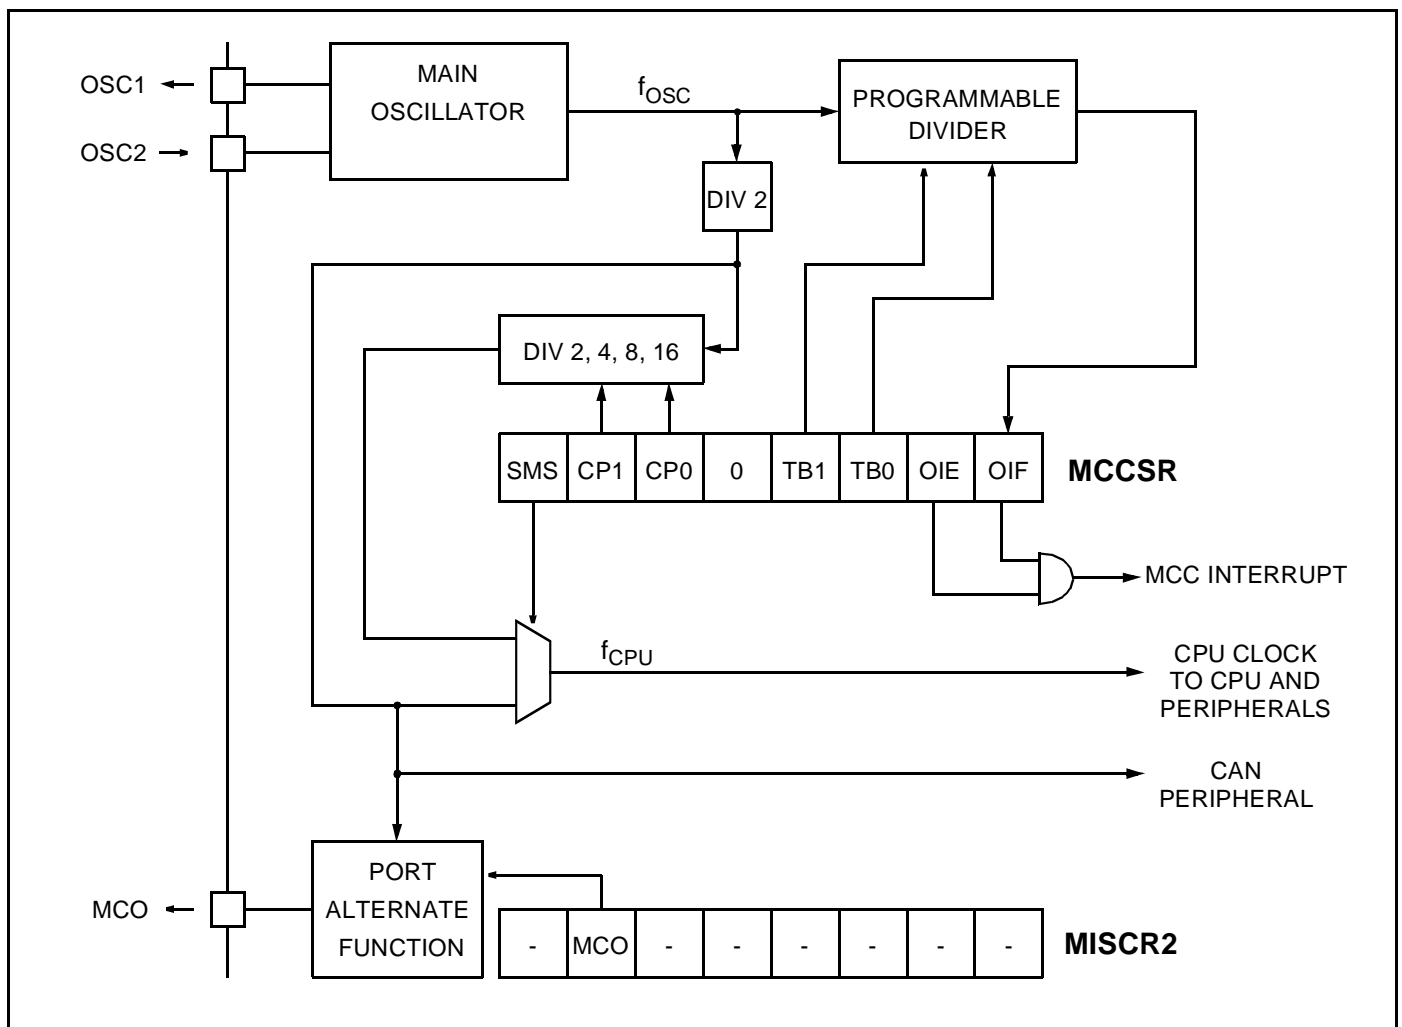 OSC1
OSC2
MAIN
OSCILLATOR
fOSC
PROGRAMMABLE
DIVIDER
DIV 2
DIV 2, 4, 8, 16
SMS CP1 CP0 0 TB1 TB0 OIE OIF MCCSR
MCC INTERRUPT
fCPU
CPU CLOCK
TO CPU AND
PERIPHERALS
CAN
PERIPHERAL
MCO
PORT
ALTERNATE
FUNCTION
- MCO - - - - - - MISCR2